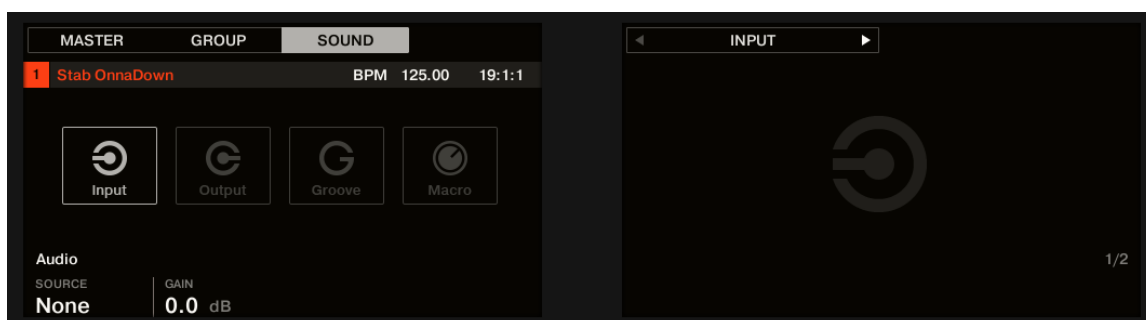 MASTER GROUP SOUND
1 Stab OnnaDown BPM 125.00 19:1:1
Input Output Groove Macro
Audio
SOURCE GAIN
None 0.0 dB
INPUT
1/2